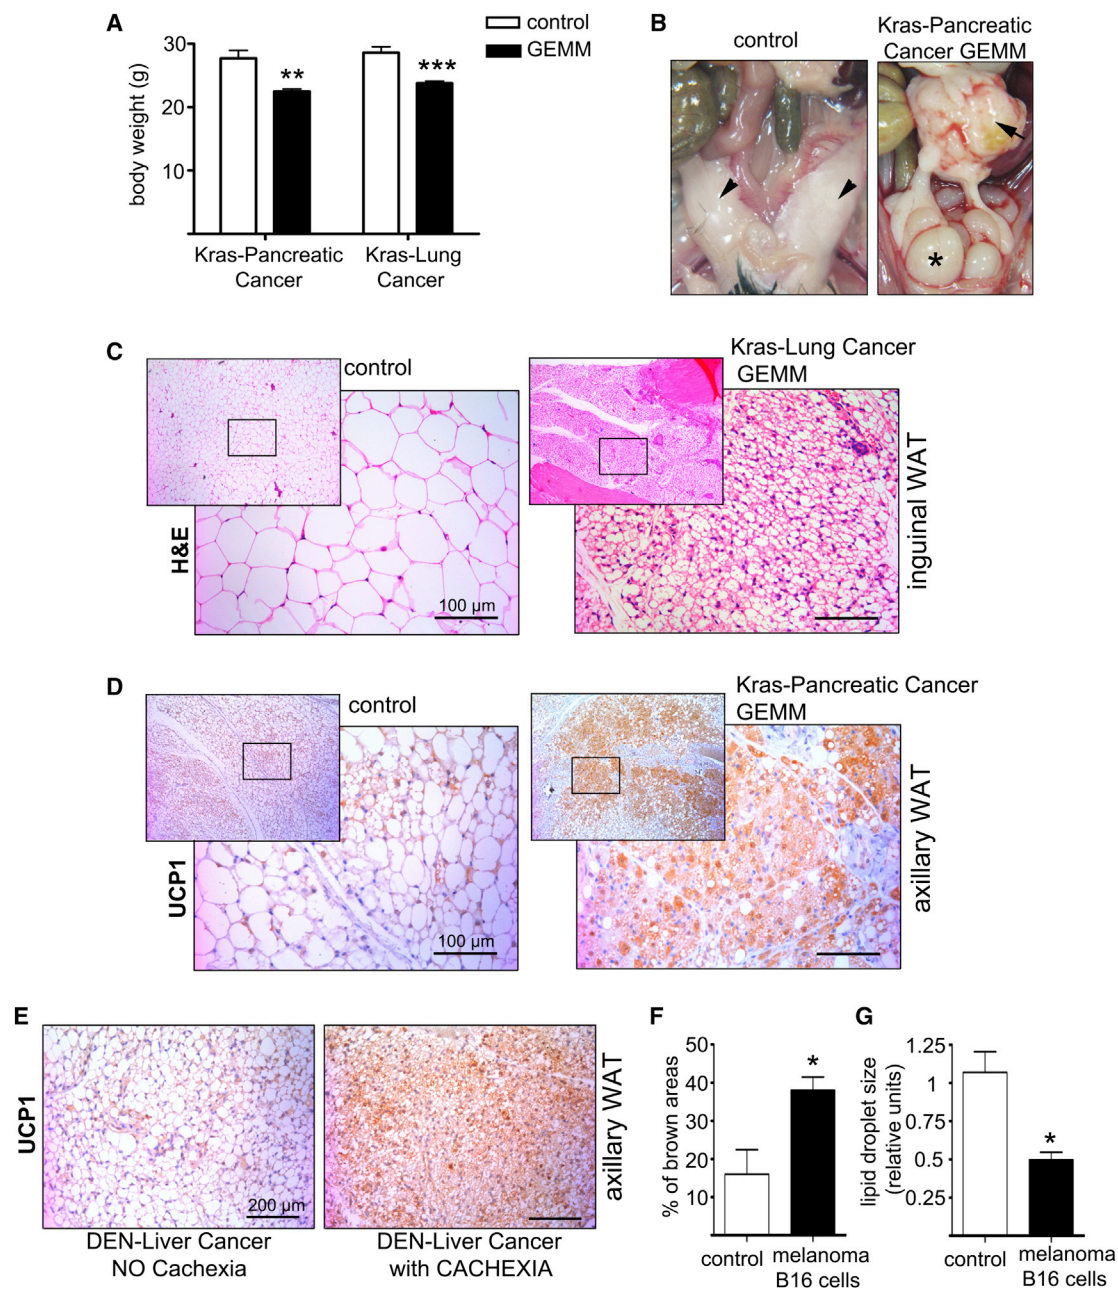 A
control
GEMM
body weight (g)
30
20
10
**
***
Kras-Pancreatic
Cancer
Kras-Lung
Cancer
B
control
Kras-Pancreatic
Cancer GEMM
*
C
control
Kras-Lung Cancer
GEMM
H&E
100 µm
inguinal WAT
D
control
Kras-Pancreatic Cancer
GEMM
UCP1
100 µm
axillary WAT
E
UCP1
200 µm
axillary WAT
DEN-Liver Cancer
NO Cachexia
DEN-Liver Cancer
with CACHEXIA
F
% of brown areas
50
40
30
20
10
*
control
melanoma
B16 cells
G
lipid droplet size
(relative units)
1.25
1
0.75
0.5
0.25
*
control
melanoma
B16 cells